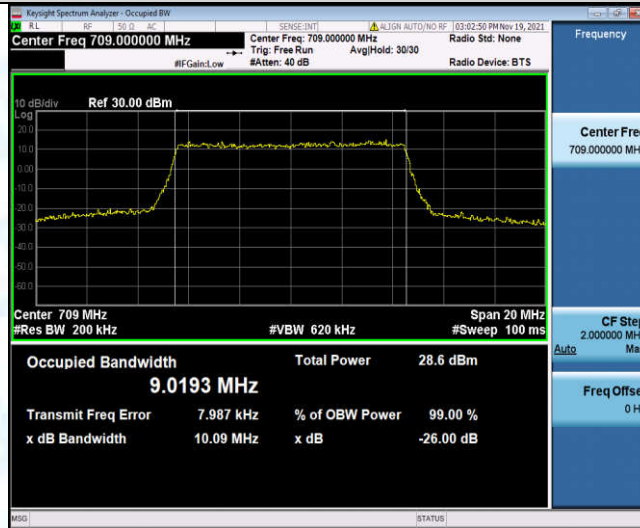 Keysight Spectrum Analyzer - Occupied BW
RL RF 50 Ω AC SENSE:INT ALIGN AUTO/NO RF 03:02:50 PM Nov 19, 2021
Center Freq 709.000000 MHz
Center Freq: 709.000000 MHz Radio Std: None
Trig: Free Run Avg|Hold: 30/30
#IFGain:Low #Atten: 40 dB Radio Device: BTS
Frequency
10 dB/div Ref 30.00 dBm
Log
20.0
10.0
0.00
-10.0
-20.0
-30.0
-40.0
-50.0
-60.0
Center 709 MHz Span 20 MHz
#Res BW 200 kHz #VBW 620 kHz #Sweep 100 ms
Occupied Bandwidth Total Power 28.6 dBm
9.0193 MHz
Transmit Freq Error 7.987 kHz % of OBW Power 99.00 %
x dB Bandwidth 10.09 MHz x dB -26.00 dB
Center Fre
709.000000 MH
CF Ste
2.000000 MH
Auto Ma
Freq Offse
0 H
MSG STATUS